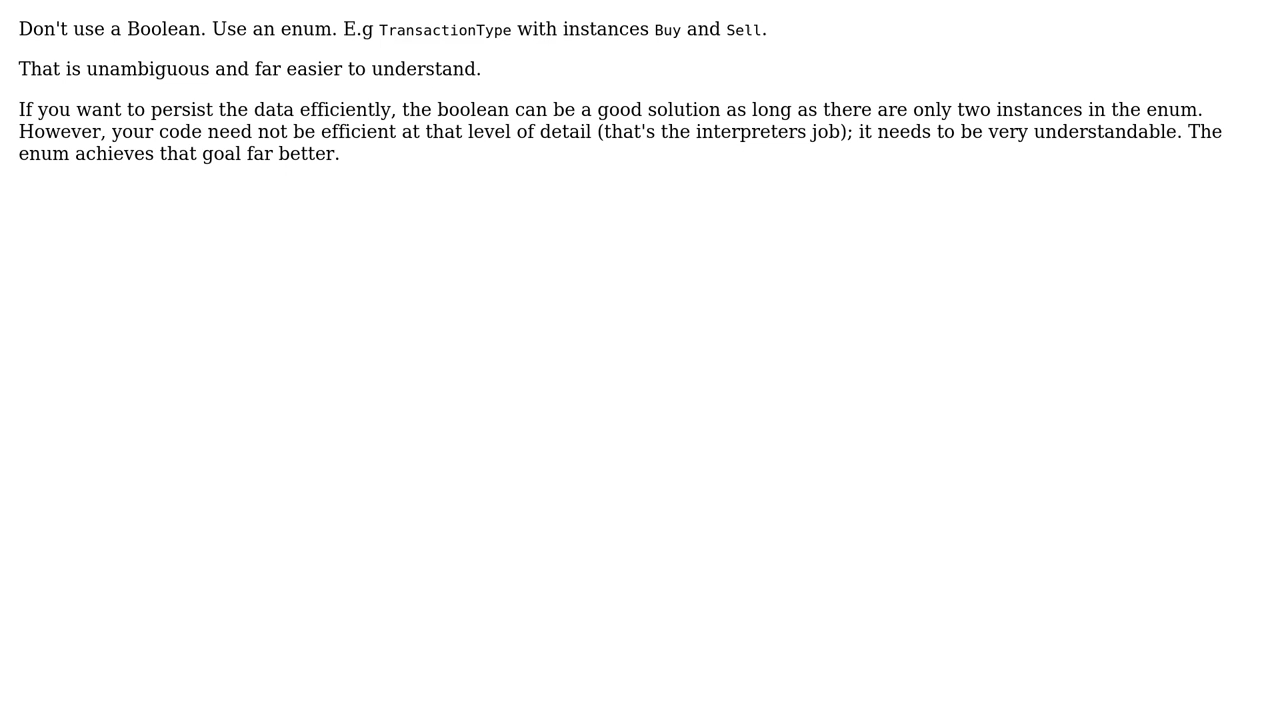 Don't use a Boolean. Use an enum. E.g TransactionType with instances Buy and Sell.
That is unambiguous and far easier to understand.
If you want to persist the data efficiently, the boolean can be a good solution as long as there are only two instances in the enum.
However, your code need not be efficient at that level of detail (that's the interpreters job); it needs to be very understandable. The
enum achieves that goal far better.